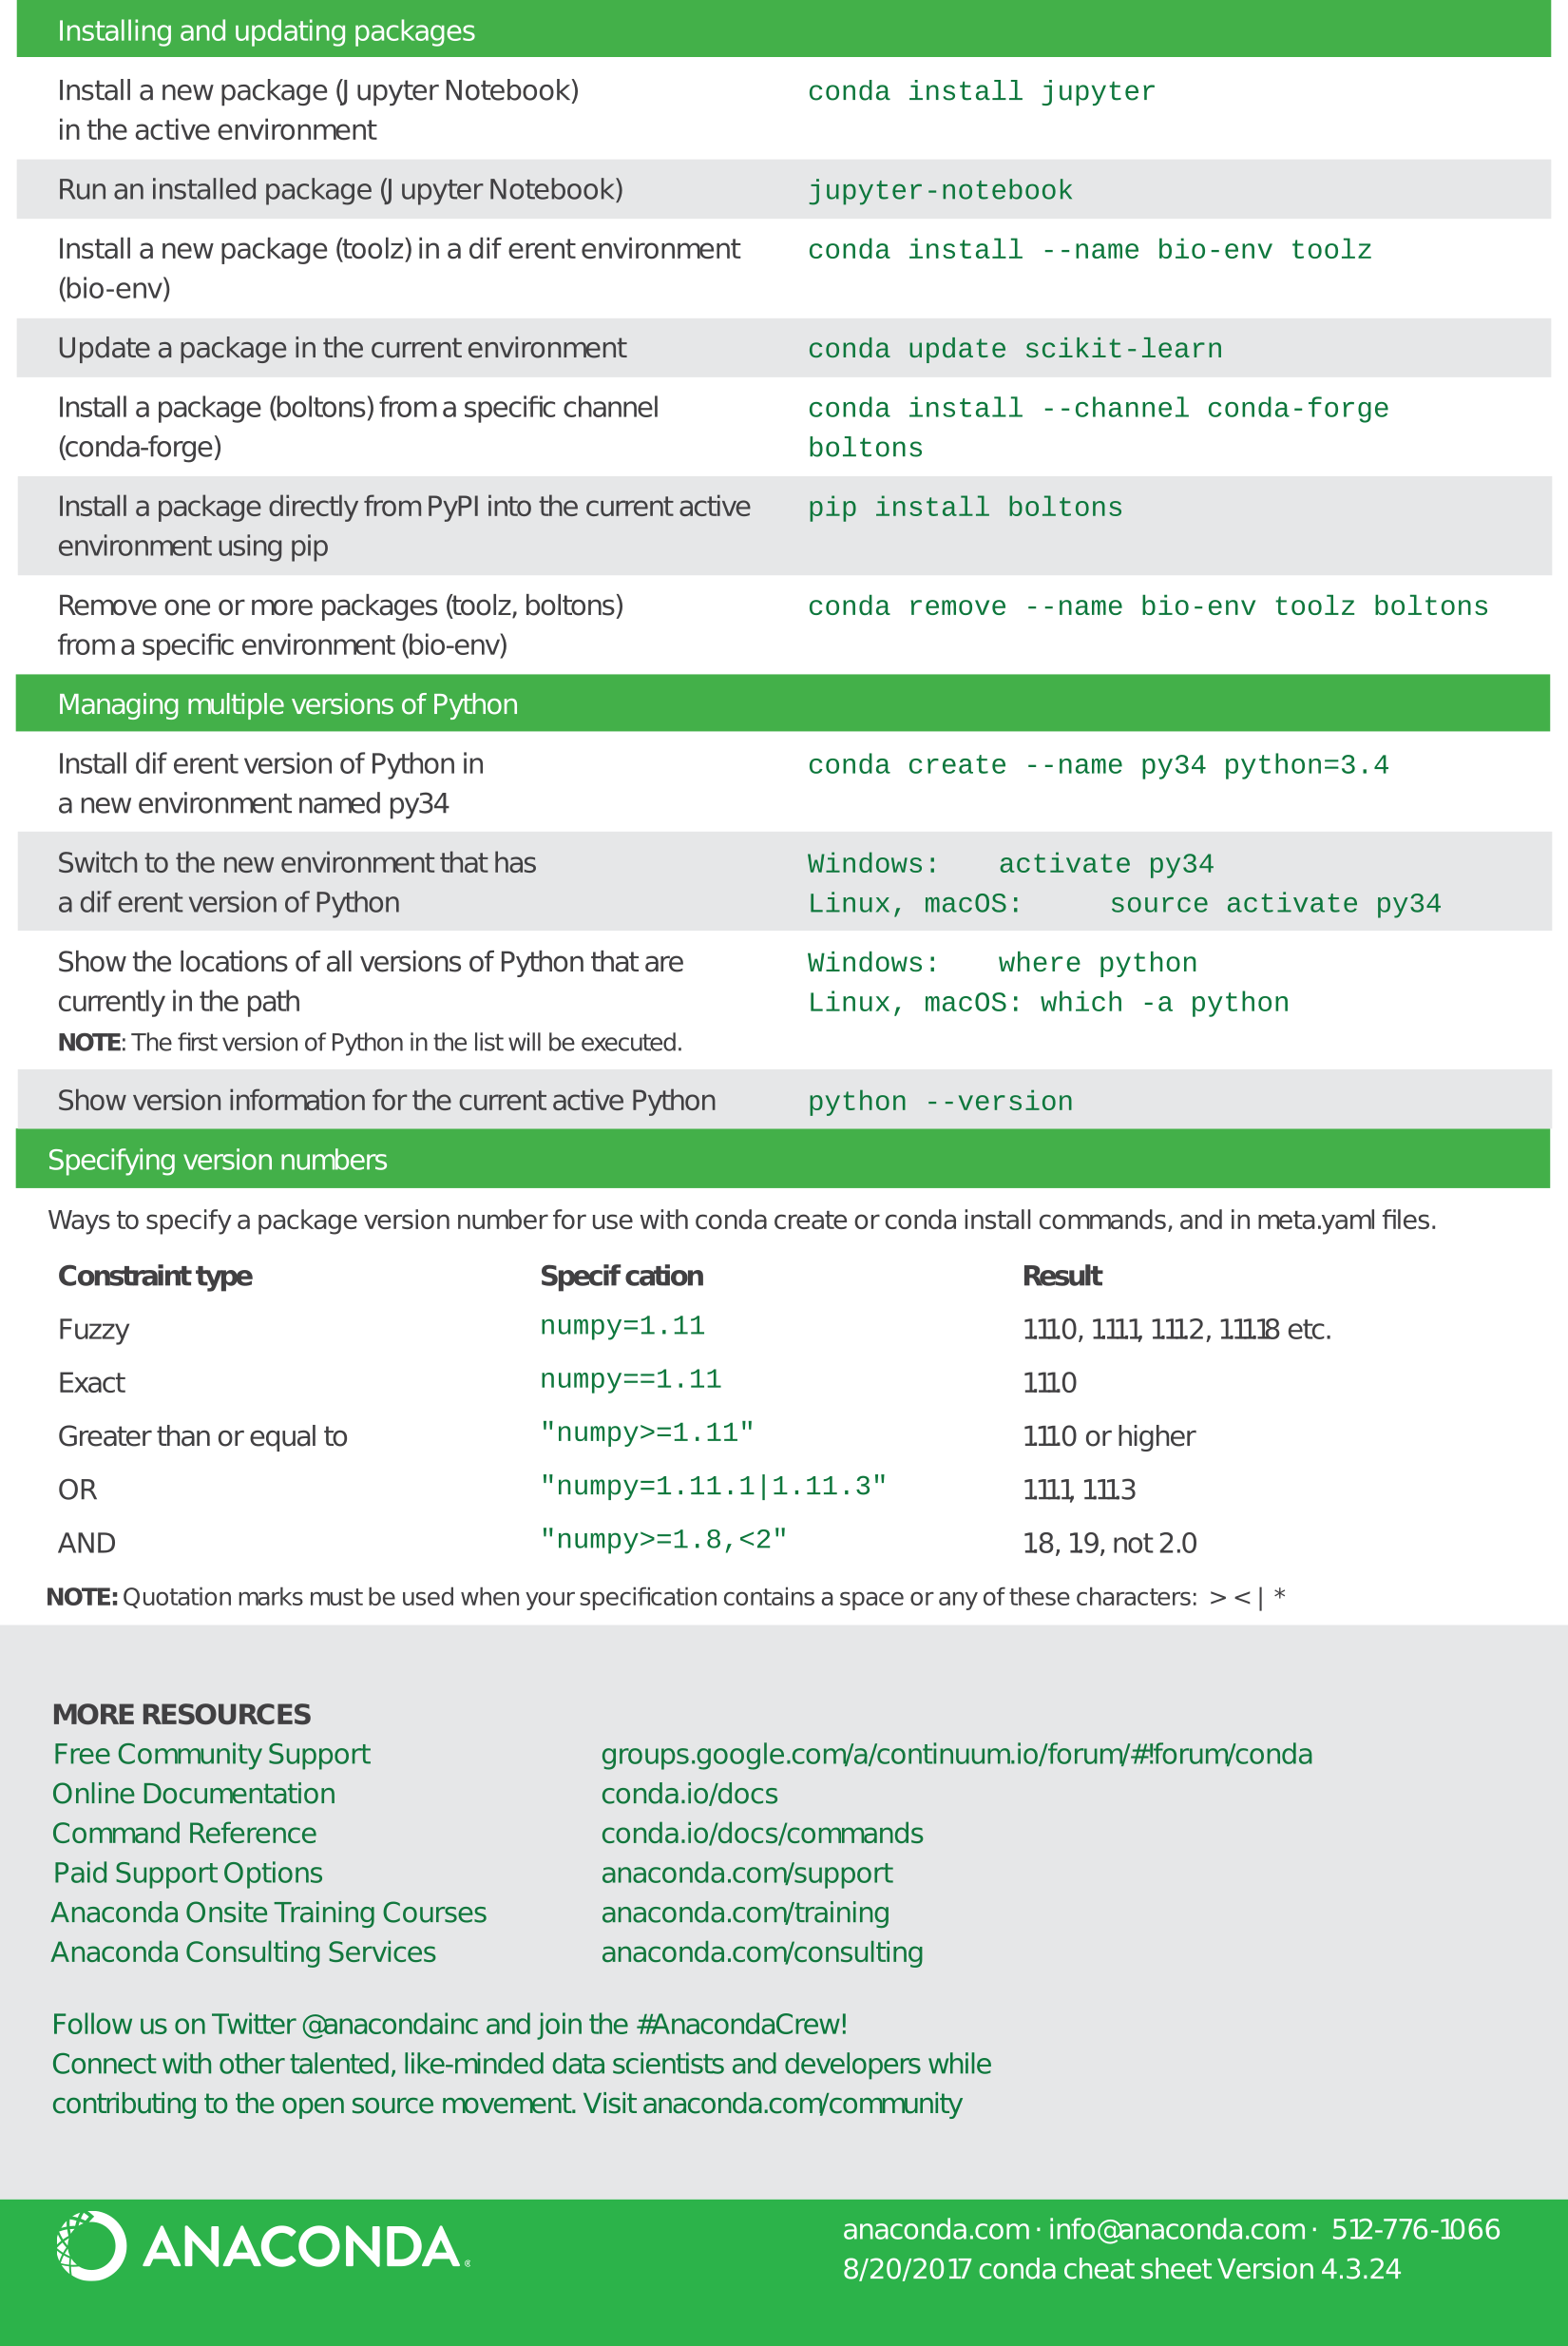 Installing and updating packages
Install a new package (Jupyter Notebook) conda install jupyter
in the active environment
Run an installed package (Jupyter Notebook) jupyter-notebook
Install a new package (toolz) in a dif erent environment conda install --name bio-env toolz
(bio-env)
Update a package in the current environment conda update scikit-learn
Install a package (boltons) from a specific channel conda install --channel conda-forge
(conda-forge) boltons
Install a package directly from PyPI into the current active pip install boltons
environment using pip
Remove one or more packages (toolz, boltons) conda remove --name bio-env toolz boltons
from a specific environment (bio-env)
Managing multiple versions of Python
Install dif erent version of Python in conda create --name py34 python=3.4
a new environment named py34
Switch to the new environment that has Windows: activate py34
a dif erent version of Python Linux, macOS: source activate py34
Show the locations of all versions of Python that are Windows: where python
currently in the path Linux, macOS: which -a python
NOTE: The first version of Python in the list will be executed.
Show version information for the current active Python python --version
Specifying version numbers
Ways to specify a package version number for use with conda create or conda install commands, and in meta.yaml files.
Constraint type Specif cation Result
Fuzzy numpy=1.11 1.11.0, 1.11.1, 1.11.2, 1.11.18 etc.
Exact numpy==1.11 1.11.0
Greater than or equal to "numpy>=1.11" 1.11.0 or higher
OR "numpy=1.11.1|1.11.3" 1.11.1, 1.11.3
AND "numpy>=1.8,<2" 1.8, 1.9, not 2.0
NOTE: Quotation marks must be used when your specification contains a space or any of these characters: > < | *
MORE RESOURCES
Free Community Support groups.google.com/a/continuum.io/forum/#!forum/conda
Online Documentation conda.io/docs
Command Reference conda.io/docs/commands
Paid Support Options anaconda.com/support
Anaconda Onsite Training Courses anaconda.com/training
Anaconda Consulting Services anaconda.com/consulting
Follow us on Twitter @anacondainc and join the #AnacondaCrew!
Connect with other talented, like-minded data scientists and developers while
contributing to the open source movement. Visit anaconda.com/community
ANACONDA® anaconda.com · info@anaconda.com · 512-776-1066
8/20/2017 conda cheat sheet Version 4.3.24